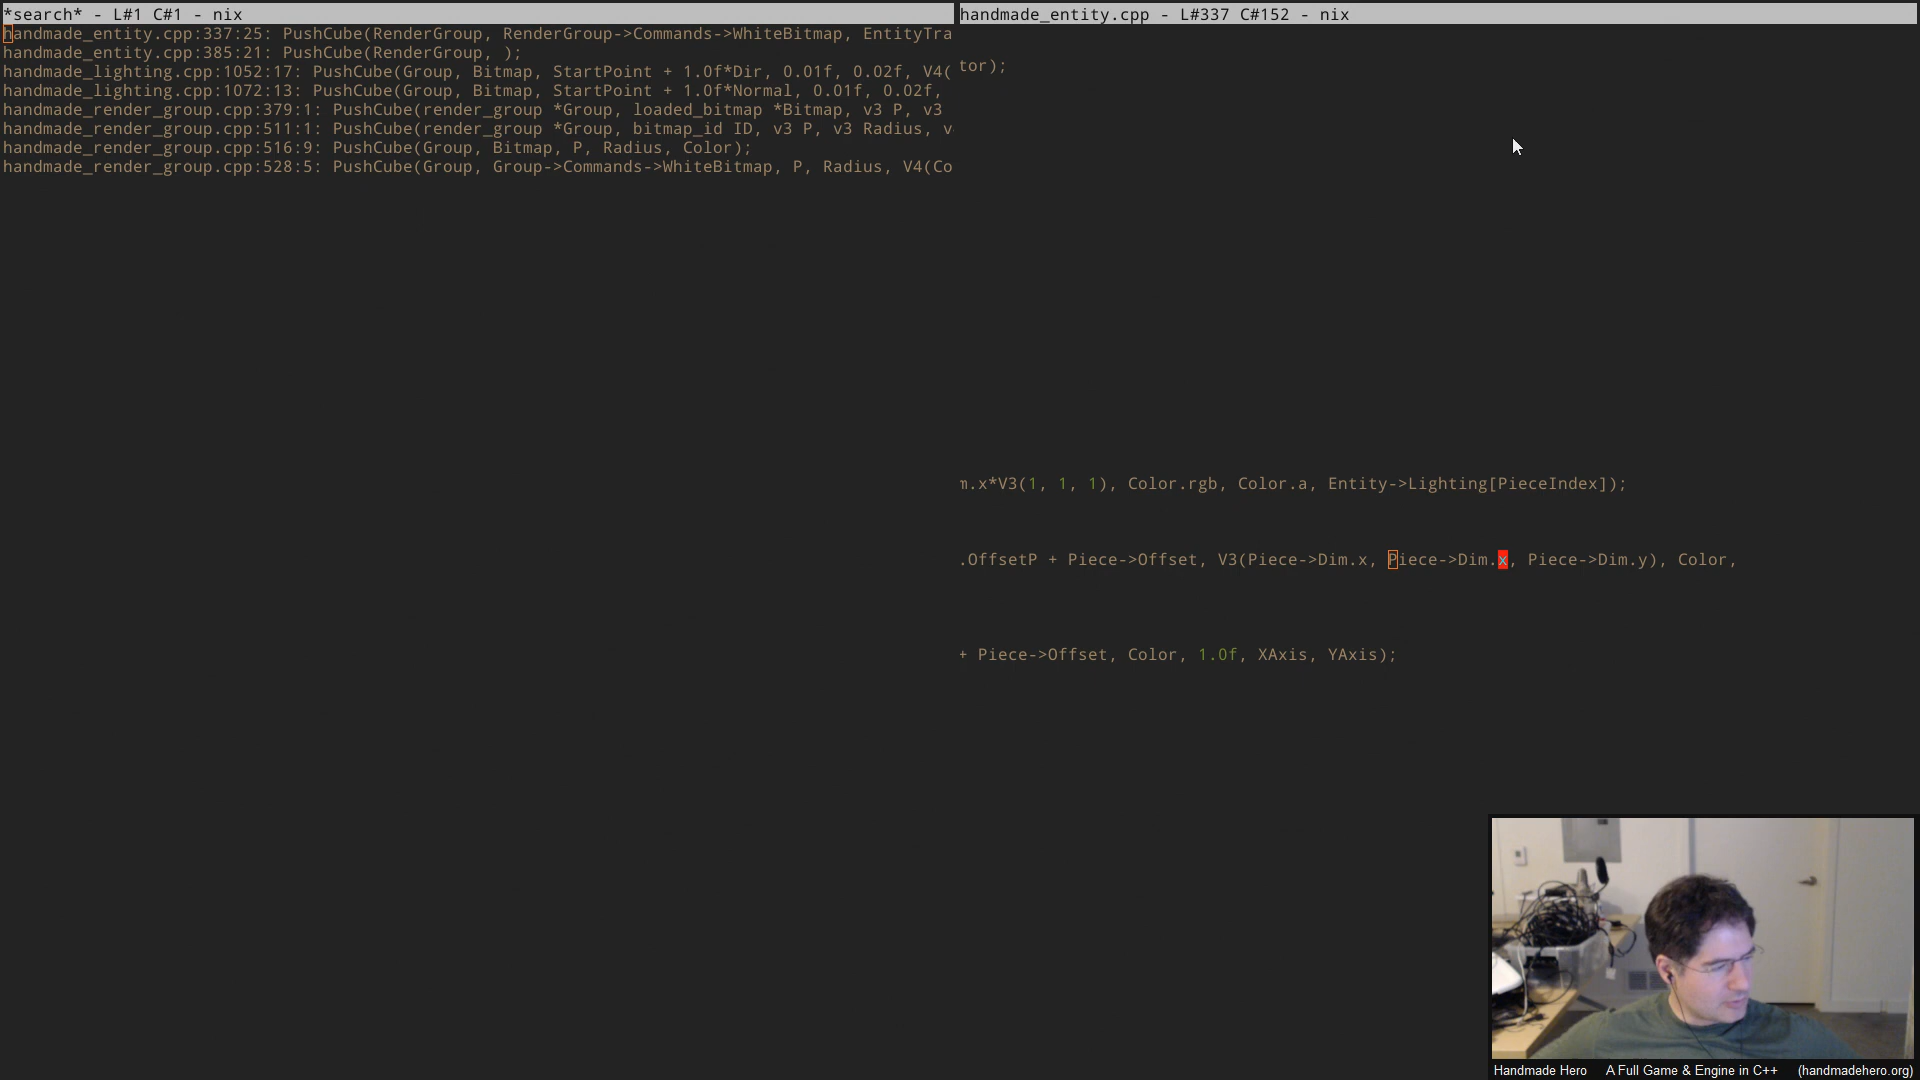 *search* - L#1 C#1 - nix
handmade_entity.cpp:337:25: PushCube(RenderGroup, RenderGroup->Commands->WhiteBitmap, EntityTra
handmade_entity.cpp:385:21: PushCube(RenderGroup, );
handmade_lighting.cpp:1052:17: PushCube(Group, Bitmap, StartPoint + 1.0f*Dir, 0.01f, 0.02f, V4(
handmade_lighting.cpp:1072:13: PushCube(Group, Bitmap, StartPoint + 1.0f*Normal, 0.01f, 0.02f,
handmade_render_group.cpp:379:1: PushCube(render_group *Group, loaded_bitmap *Bitmap, v3 P, v3
handmade_render_group.cpp:511:1: PushCube(render_group *Group, bitmap_id ID, v3 P, v3 Radius, v
handmade_render_group.cpp:516:9: PushCube(Group, Bitmap, P, Radius, Color);
handmade_render_group.cpp:528:5: PushCube(Group, Group->Commands->WhiteBitmap, P, Radius, V4(Co
handmade_entity.cpp - L#337 C#152 - nix
tor);
m.x*V3(1, 1, 1), Color.rgb, Color.a, Entity->Lighting[PieceIndex]);
.OffsetP + Piece->Offset, V3(Piece->Dim.x, Piece->Dim.x, Piece->Dim.y), Color,
+ Piece->Offset, Color, 1.0f, XAxis, YAxis);
Handmade Hero A Full Game & Engine in C++ (handmadehero.org)